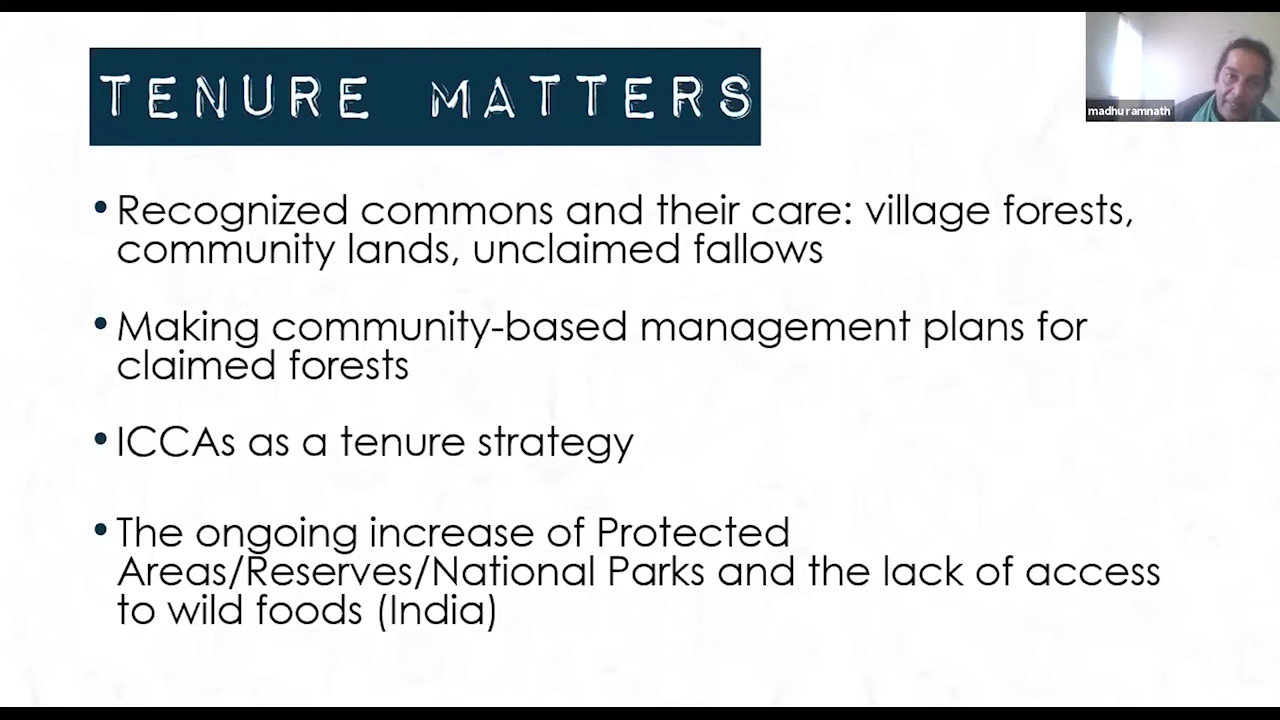 TENURE MATTERS
madhu ramnath
•Recognized commons and their care: village forests,
community lands, unclaimed fallows
•Making community-based management plans for
claimed forests
•ICCAs as a tenure strategy
•The ongoing increase of Protected
Areas/Reserves/National Parks and the lack of access
to wild foods (India)